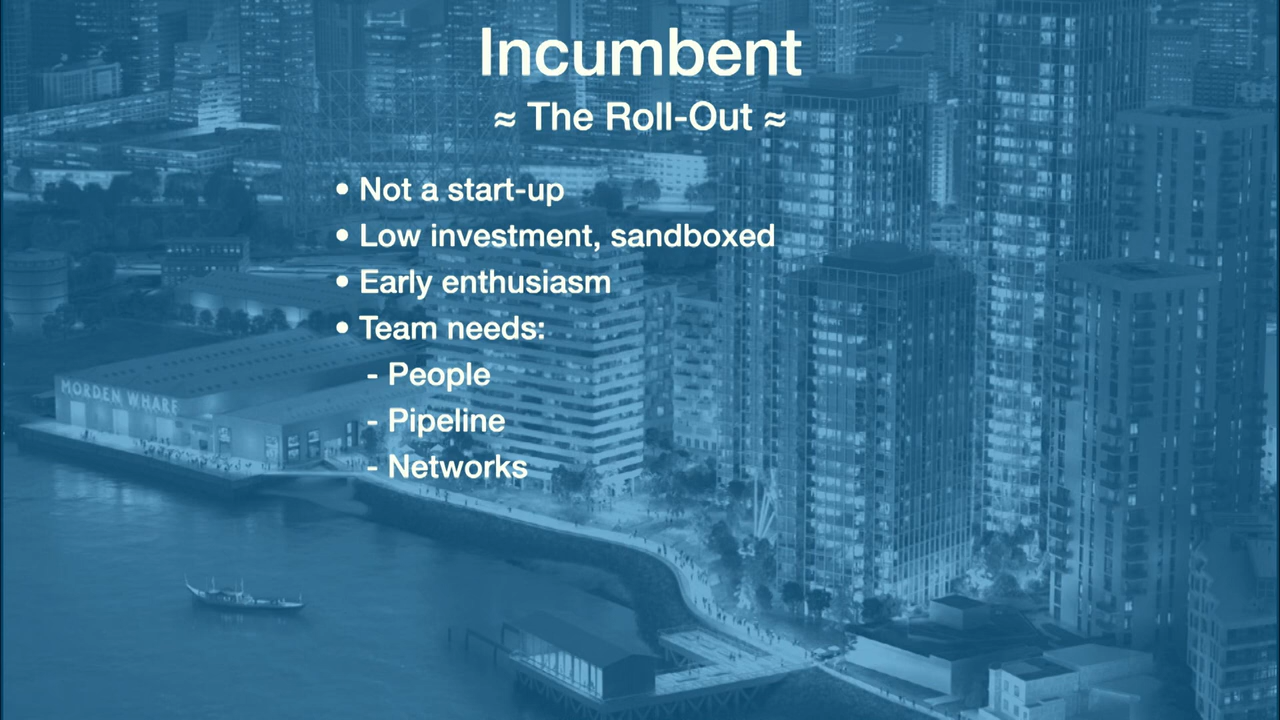 Incumbent
≈ The Roll-Out ≈
• Not a start-up
• Low investment, sandboxed
• Early enthusiasm
• Team needs:
- People
- Pipeline
- Networks
MORDEN WHARF